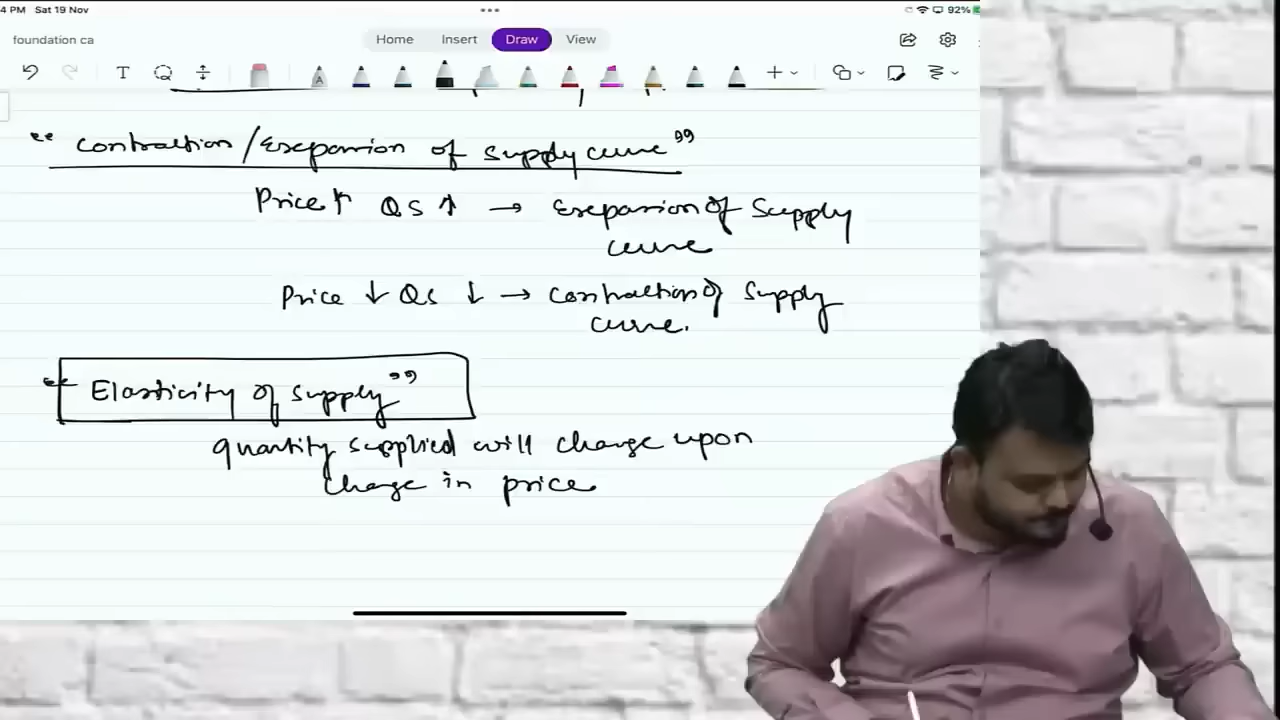 4 PM Sat 19 Nov
92%
foundation ca
Home Insert Draw View
T
A
"Contraction/Expansion of supply curve"
Price↑ QS ↑ → Expansion of Supply
curve
Price ↓ QS ↓ → Contraction of Supply
curve.
"Elasticity of supply"
quantity supplied will change upon
change in price